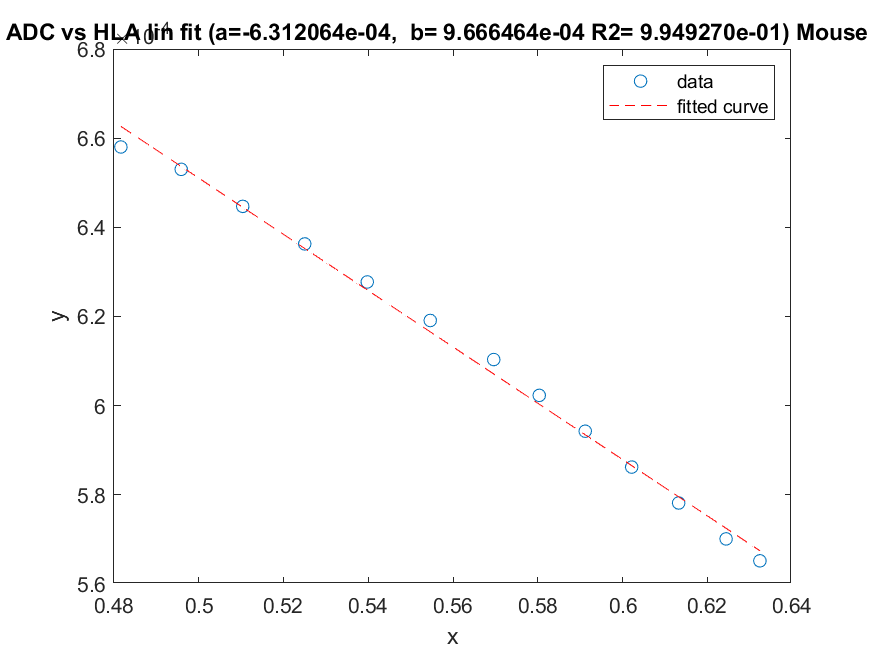 ADC vs HLA lin fit (a=-6.312064e-04, b= 9.666464e-04 R2= 9.949270e-01) Mouse
×10⁻⁴
6.8
data
fitted curve
6.6
6.4
6.2
y
6
5.8
5.6
0.48 0.5 0.52 0.54 0.56 0.58 0.6 0.62 0.64
x